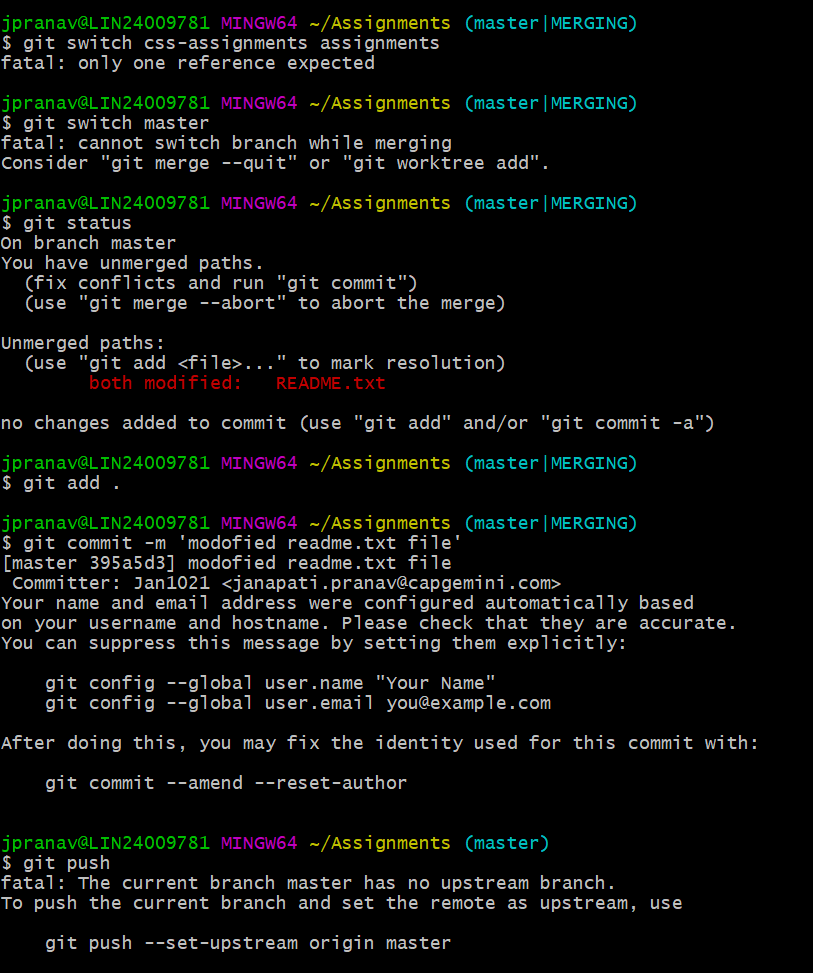 jpranav@LIN24009781 MINGW64 ~/Assignments (master|MERGING)
$ git switch css-assignments assignments
fatal: only one reference expected

jpranav@LIN24009781 MINGW64 ~/Assignments (master|MERGING)
$ git switch master
fatal: cannot switch branch while merging
Consider "git merge --quit" or "git worktree add".

jpranav@LIN24009781 MINGW64 ~/Assignments (master|MERGING)
$ git status
On branch master
You have unmerged paths.
  (fix conflicts and run "git commit")
  (use "git merge --abort" to abort the merge)

Unmerged paths:
  (use "git add <file>..." to mark resolution)
        both modified:   README.txt

no changes added to commit (use "git add" and/or "git commit -a")

jpranav@LIN24009781 MINGW64 ~/Assignments (master|MERGING)
$ git add .

jpranav@LIN24009781 MINGW64 ~/Assignments (master|MERGING)
$ git commit -m 'modofied readme.txt file'
[master 395a5d3] modofied readme.txt file
 Committer: Jan1021 <janapati.pranav@capgemini.com>
Your name and email address were configured automatically based
on your username and hostname. Please check that they are accurate.
You can suppress this message by setting them explicitly:

    git config --global user.name "Your Name"
    git config --global user.email you@example.com

After doing this, you may fix the identity used for this commit with:

    git commit --amend --reset-author

jpranav@LIN24009781 MINGW64 ~/Assignments (master)
$ git push
fatal: The current branch master has no upstream branch.
To push the current branch and set the remote as upstream, use

    git push --set-upstream origin master